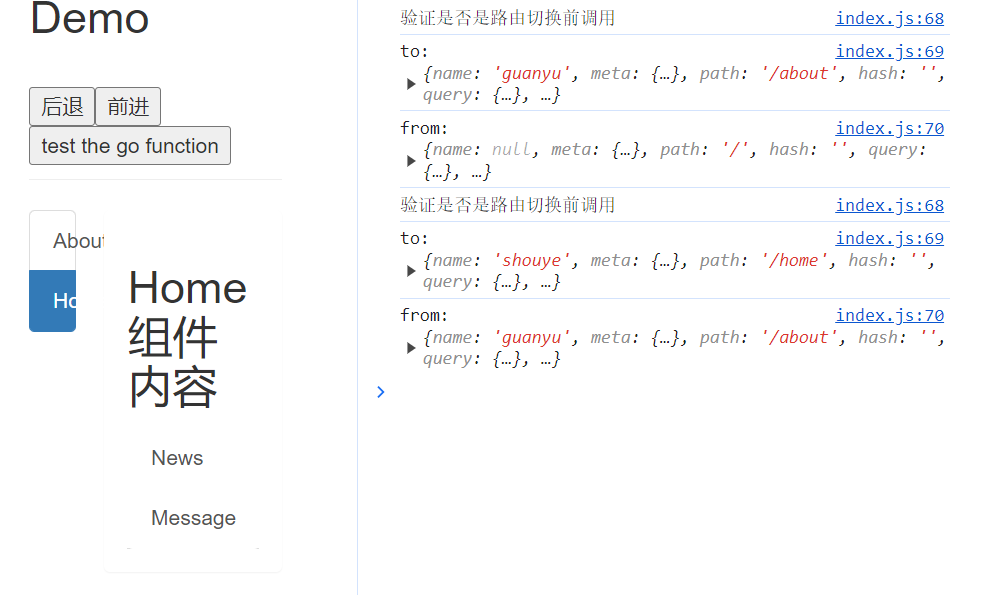 Demo
后退 前进
test the go function
About
Ho
Home
组件
内容
News
Message
验证是否是路由切换前调用 index.js:68
to: index.js:69
{name: 'guanyu', meta: {…}, path: '/about', hash: '',
query: {…}, …}
from: index.js:70
{name: null, meta: {…}, path: '/', hash: '', query:
{…}, …}
验证是否是路由切换前调用 index.js:68
to: index.js:69
{name: 'shouye', meta: {…}, path: '/home', hash: '',
query: {…}, …}
from: index.js:70
{name: 'guanyu', meta: {…}, path: '/about', hash: '',
query: {…}, …}